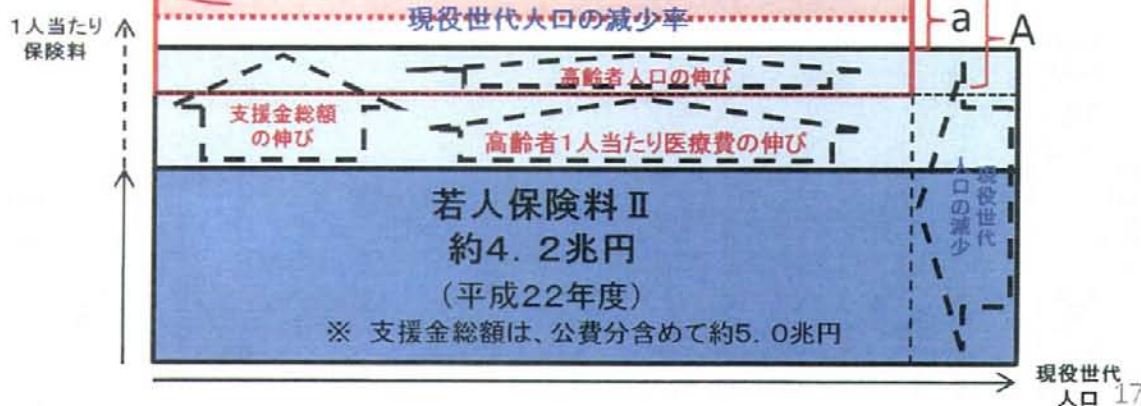 現役世代人口の減少率
a
A
1人当たり
保険料
高齢者人口の伸び
支援金総額
の伸び
高齢者1人当たり医療費の伸び
現役世代
人口の減少
若人保険料Ⅱ
約4.2兆円
(平成22年度)
※ 支援金総額は、公費分含めて約5.0兆円
現役世代
人口
17